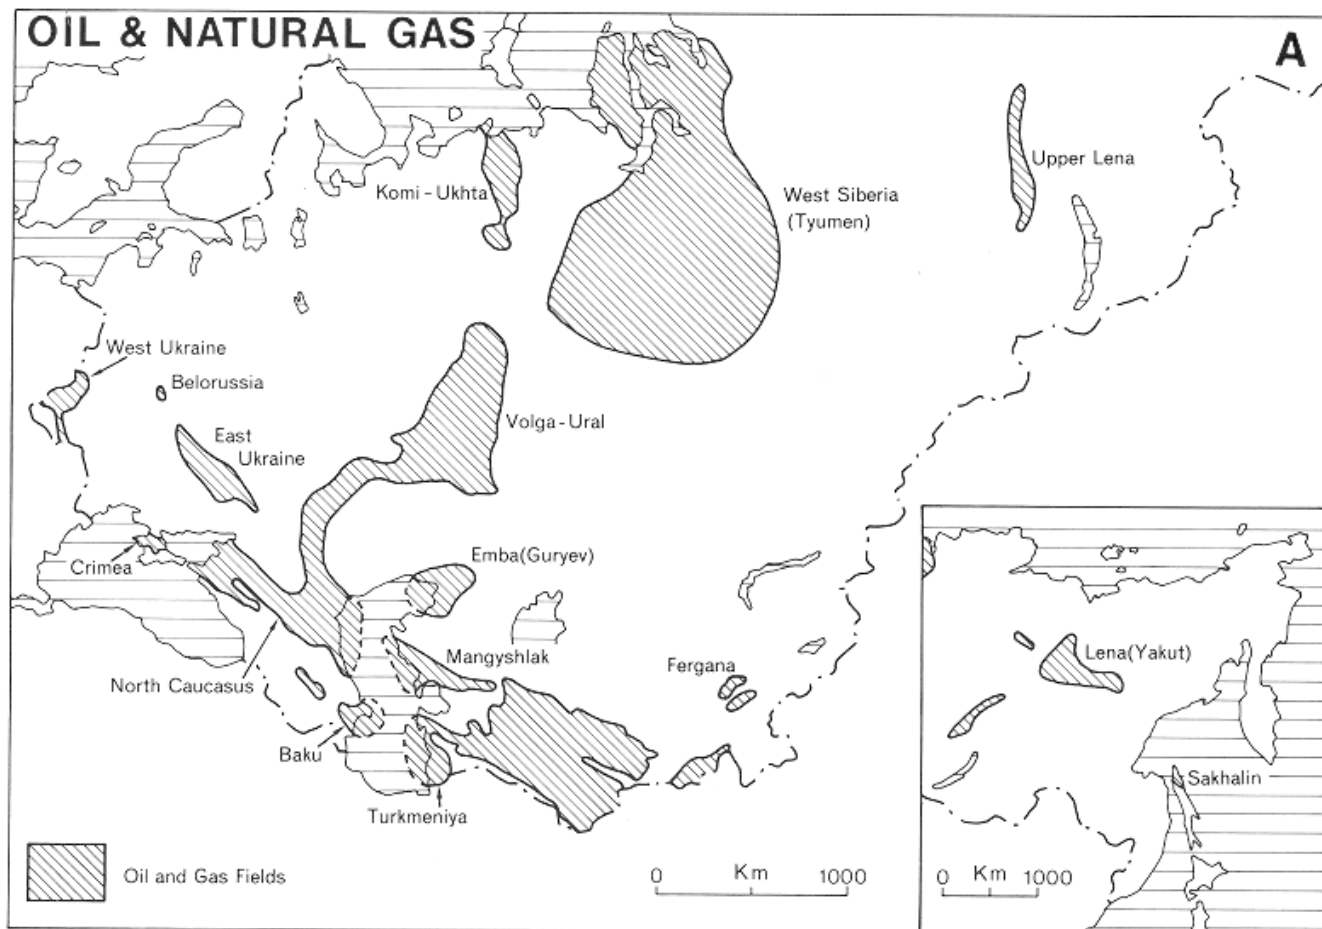 OIL & NATURAL GAS
A
Upper Lena
Komi-Ukhta
West Siberia
(Tyumen)
West Ukraine
Belorussia
Volga-Ural
East
Ukraine
Emba(Guryev)
Crimea
Mangyshlak
Fergana
Lena(Yakut)
North Caucasus
Baku
Sakhalin
Turkmeniya
Oil and Gas Fields
0 Km 1000
0 Km 1000